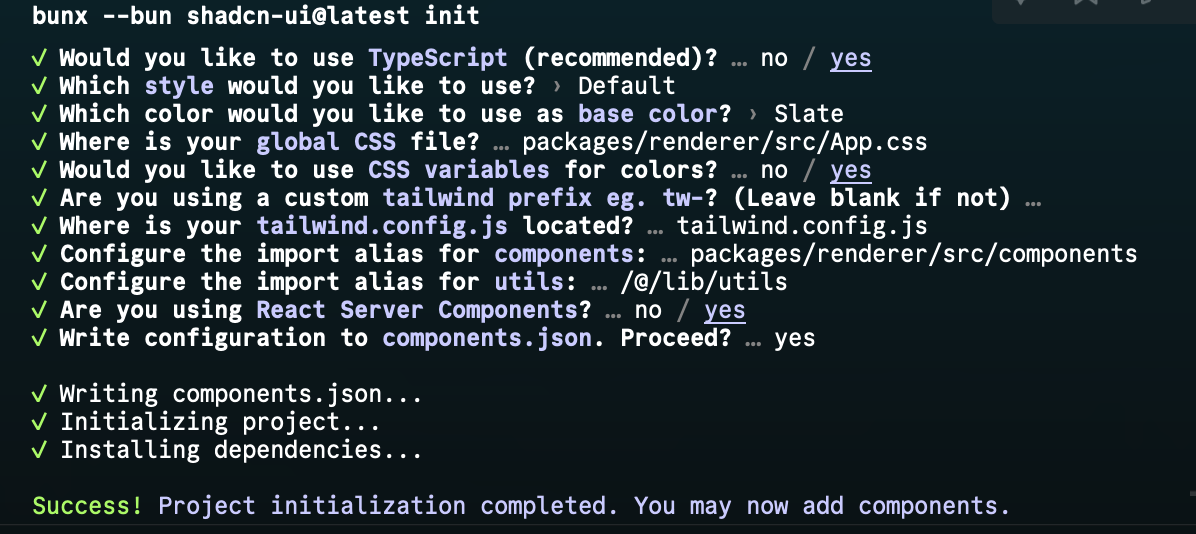 bunx --bun shadcn-ui@latest init
✓ Would you like to use TypeScript (recommended)? … no / yes
✓ Which style would you like to use? › Default
✓ Which color would you like to use as base color? › Slate
✓ Where is your global CSS file? … packages/renderer/src/App.css
✓ Would you like to use CSS variables for colors? … no / yes
✓ Are you using a custom tailwind prefix eg. tw-? (Leave blank if not) …
✓ Where is your tailwind.config.js located? … tailwind.config.js
✓ Configure the import alias for components: … packages/renderer/src/components
✓ Configure the import alias for utils: … /@/lib/utils
✓ Are you using React Server Components? … no / yes
✓ Write configuration to components.json. Proceed? … yes
✓ Writing components.json...
✓ Initializing project...
✓ Installing dependencies...
Success! Project initialization completed. You may now add components.